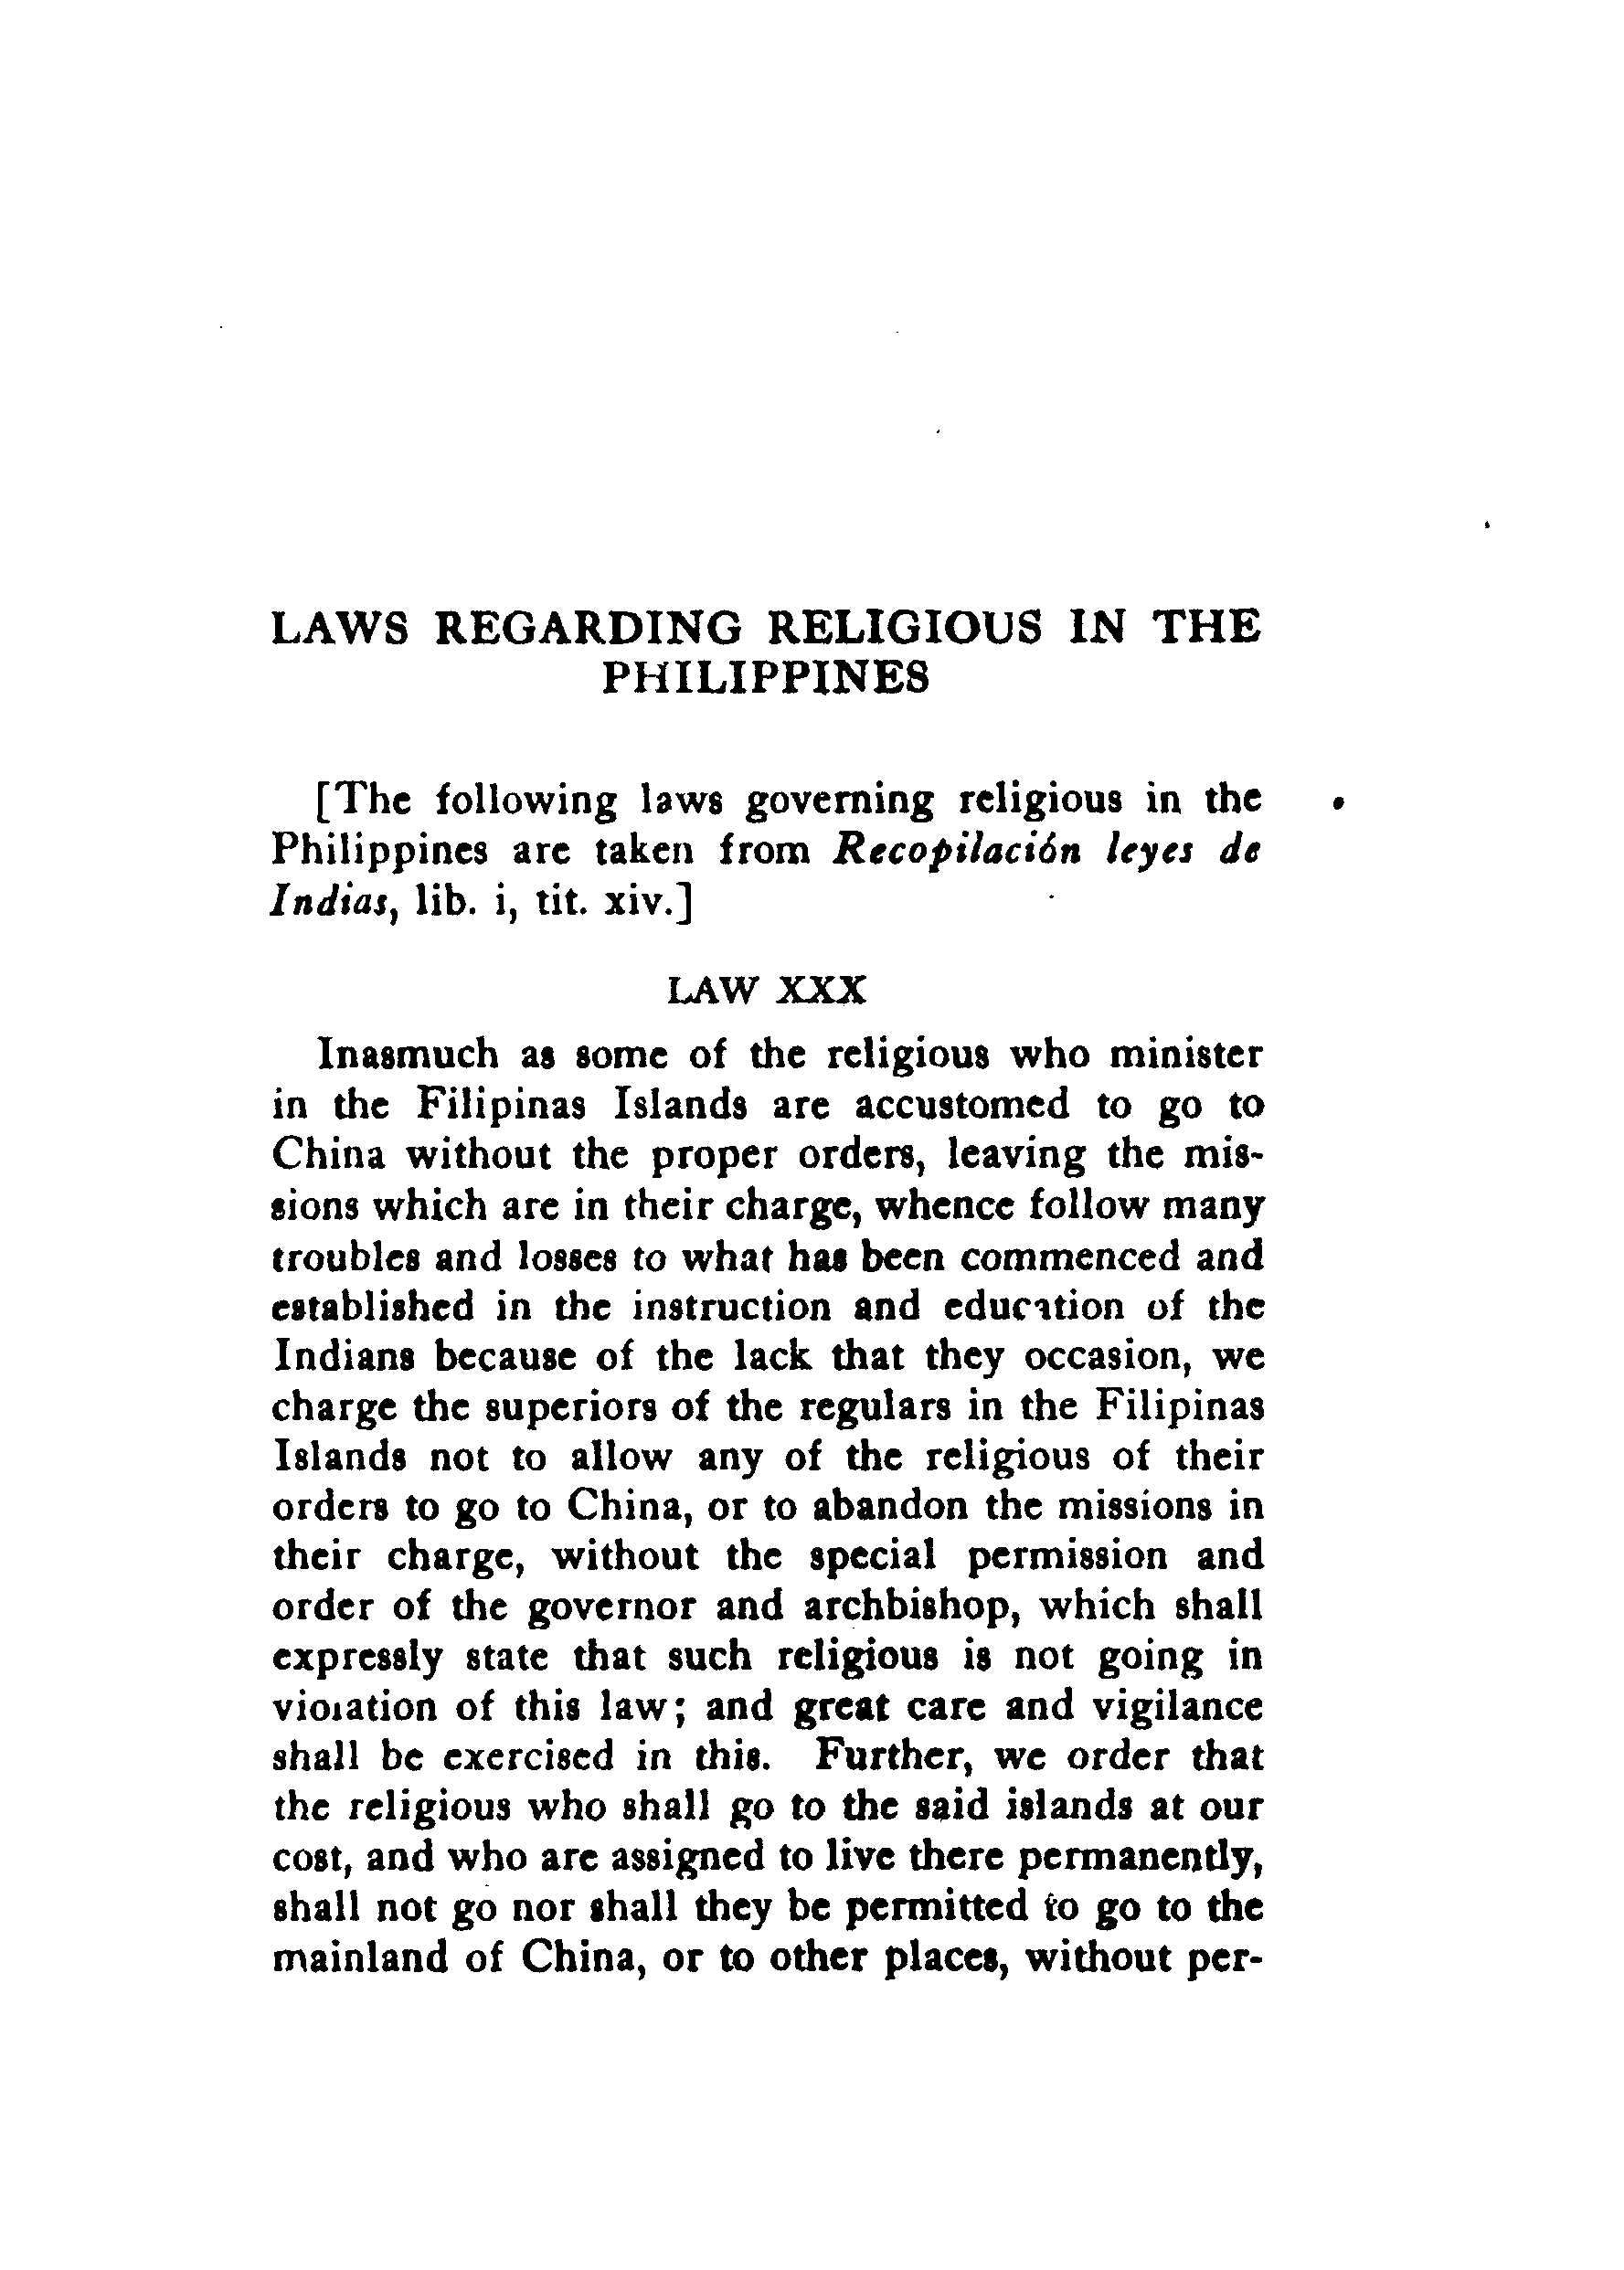 LAWS REGARDING RELIGIOUS IN THE
PHILIPPINES
[The following laws governing religious in the
Philippines are taken from Recopilación leyes de
Indias, lib. i, tit. xiv.]
LAW XXX
Inasmuch as some of the religious who minister
in the Filipinas Islands are accustomed to go to
China without the proper orders, leaving the mis-
sions which are in their charge, whence follow many
troubles and losses to what has been commenced and
established in the instruction and education of the
Indians because of the lack that they occasion, we
charge the superiors of the regulars in the Filipinas
Islands not to allow any of the religious of their
orders to go to China, or to abandon the missions in
their charge, without the special permission and
order of the governor and archbishop, which shall
expressly state that such religious is not going in
violation of this law; and great care and vigilance
shall be exercised in this. Further, we order that
the religious who shall go to the said islands at our
cost, and who are assigned to live there permanently,
shall not go nor shall they be permitted to go to the
mainland of China, or to other places, without per-